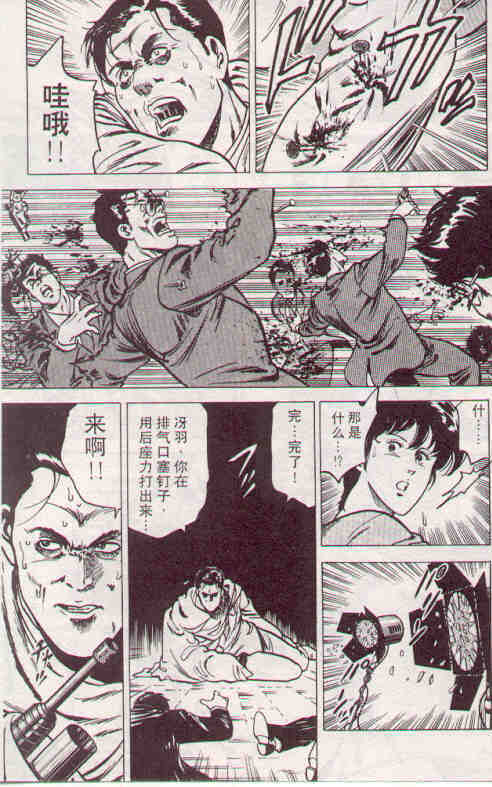 哇哦!!
什……
那是
什么…!?
完…完了!
冴羽、你在
排气口塞钉子,
用后座力打出来…
来啊!!